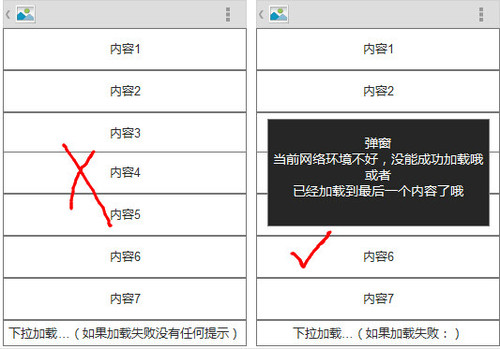 内容1
内容2
内容3
内容4
内容5
内容6
内容7
下拉加载...（如果加载失败没有任何提示）
内容1
内容2
弹窗
当前网络环境不好，没能成功加载哦
或者
已经加载到最后一个内容了哦
内容6
内容7
下拉加载...（如果加载失败：）